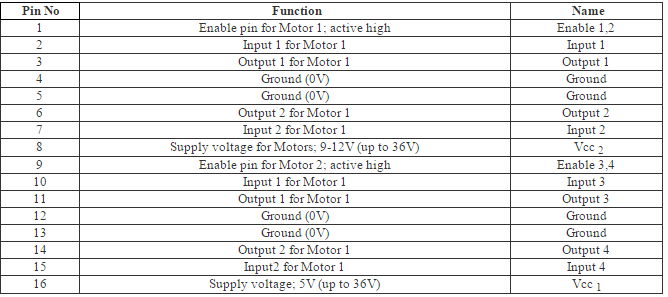 Pin No Function Name
1 Enable pin for Motor 1; active high Enable 1,2
2 Input 1 for Motor 1 Input 1
3 Output 1 for Motor 1 Output 1
4 Ground (0V) Ground
5 Ground (0V) Ground
6 Output 2 for Motor 1 Output 2
7 Input 2 for Motor 1 Input 2
8 Supply voltage for Motors; 9-12V (up to 36V) Vcc 2
9 Enable pin for Motor 2; active high Enable 3,4
10 Input 1 for Motor 1 Input 3
11 Output 1 for Motor 1 Output 3
12 Ground (0V) Ground
13 Ground (0V) Ground
14 Output 2 for Motor 1 Output 4
15 Input2 for Motor 1 Input 4
16 Supply voltage; 5V (up to 36V) Vcc 1